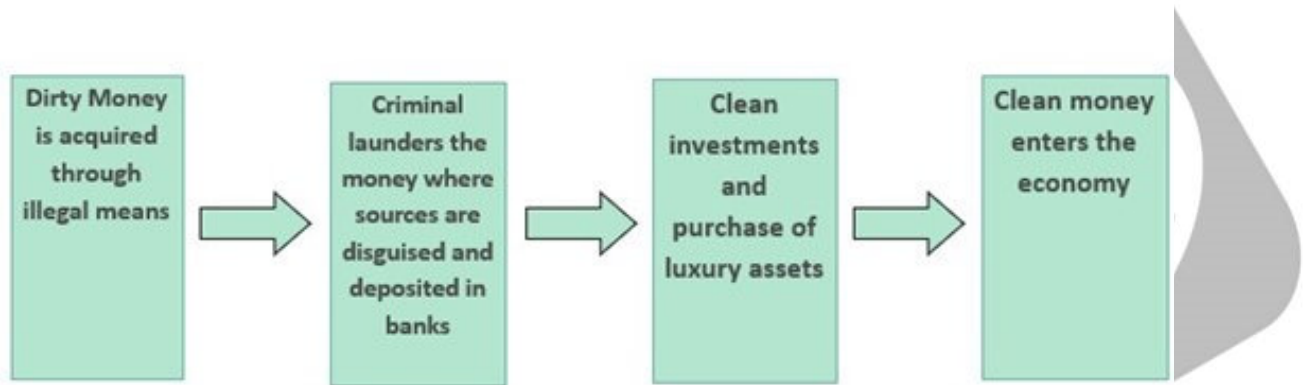 Dirty Money
is acquired
through
illegal means
Criminal
launders the
money where
sources are
disguised and
deposited in
banks
Clean
investments
and
purchase of
luxury assets
Clean money
enters the
economy